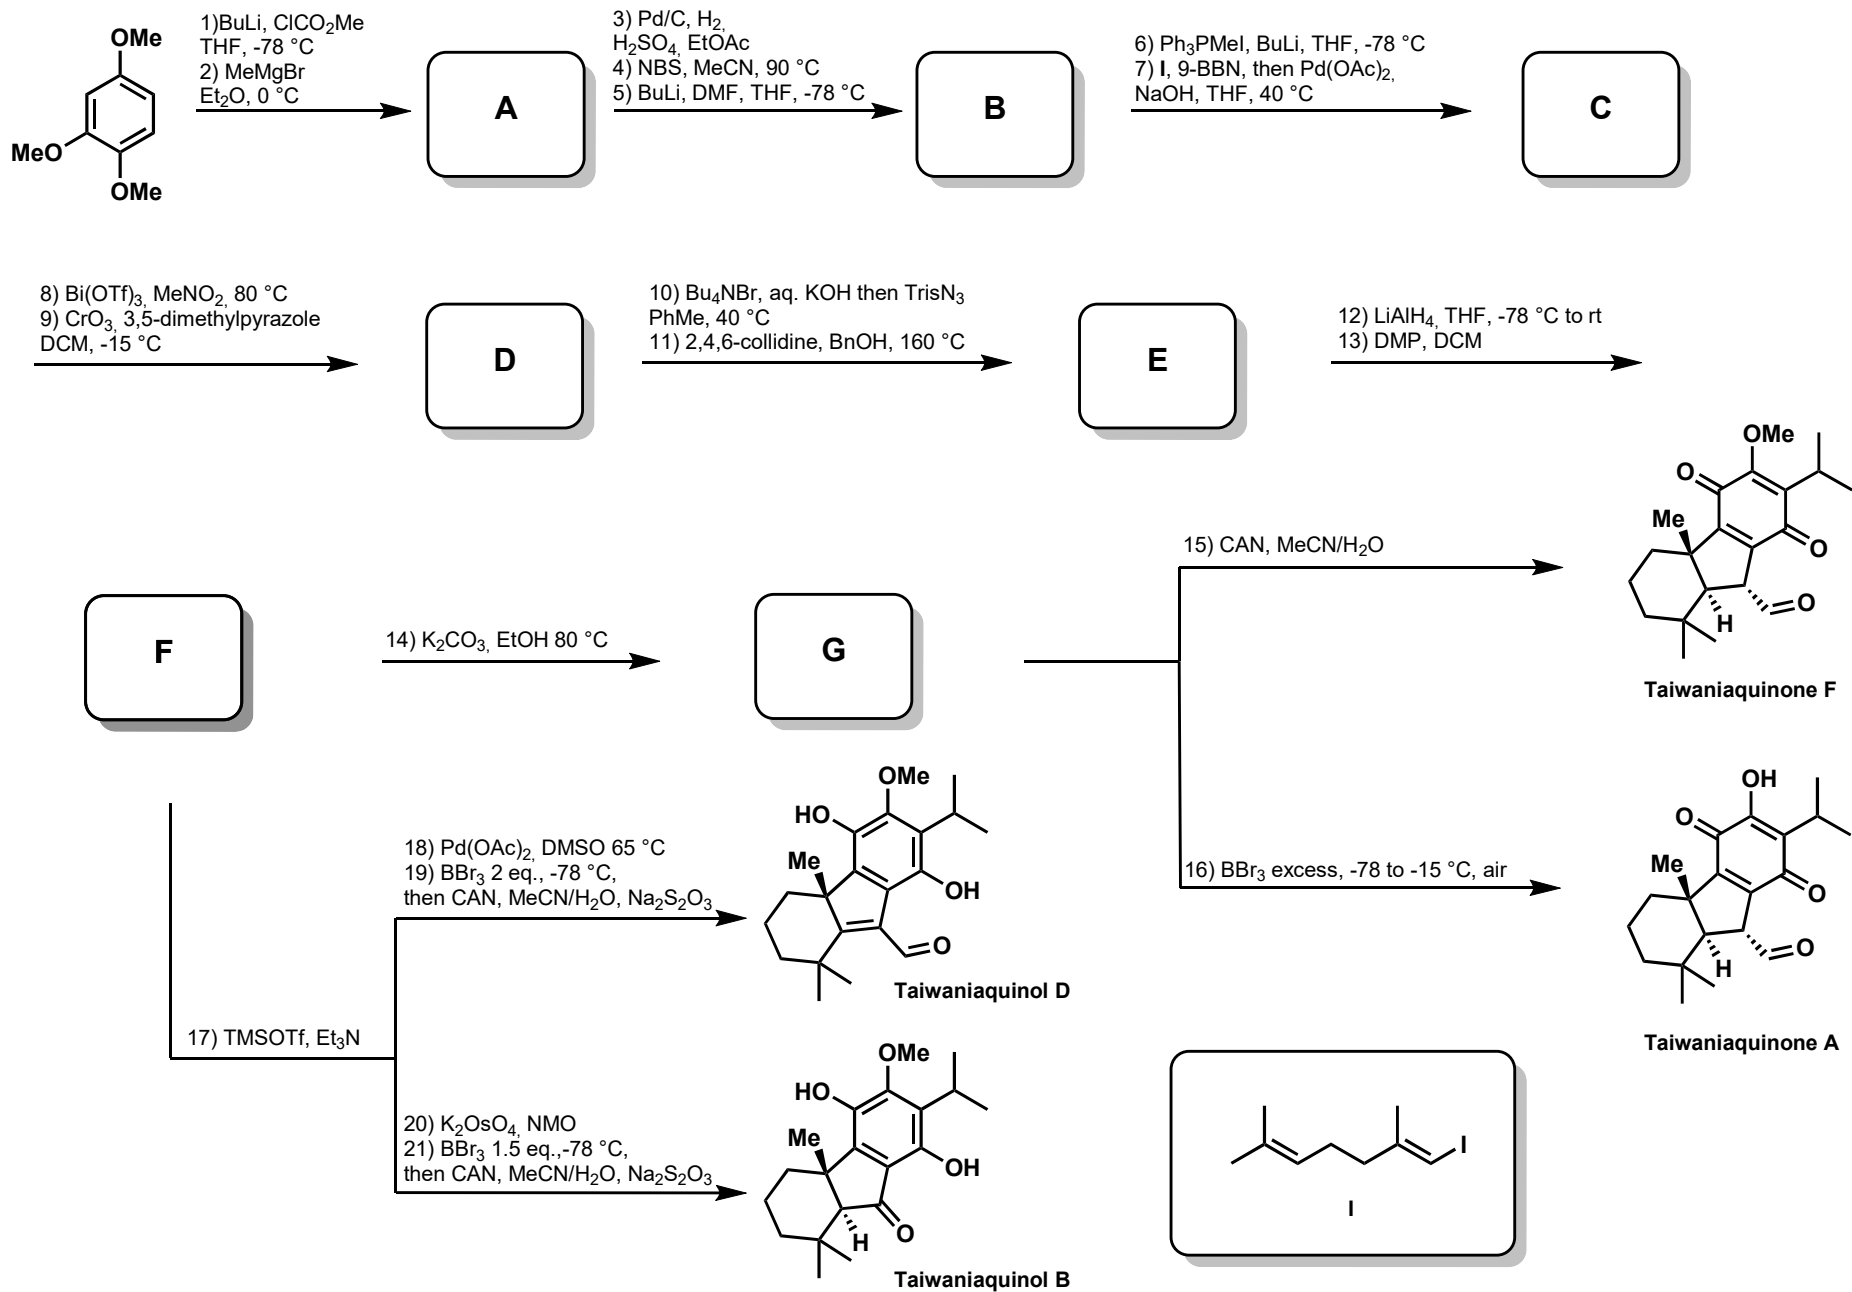 OMe
MeO
OMe
1)BuLi, ClCO2Me
THF, -78 °C
2) MeMgBr
Et2O, 0 °C
A
3) Pd/C, H2,
H2SO4, EtOAc
4) NBS, MeCN, 90 °C
5) BuLi, DMF, THF, -78 °C
B
6) Ph3PMeI, BuLi, THF, -78 °C
7) I, 9-BBN, then Pd(OAc)2,
NaOH, THF, 40 °C
C
8) Bi(OTf)3, MeNO2, 80 °C
9) CrO3, 3,5-dimethylpyrazole
DCM, -15 °C
D
10) Bu4NBr, aq. KOH then TrisN3
PhMe, 40 °C
11) 2,4,6-collidine, BnOH, 160 °C
E
12) LiAlH4, THF, -78 °C to rt
13) DMP, DCM
F
14) K2CO3, EtOH 80 °C
G
15) CAN, MeCN/H2O
OMe
O
Me
O
H
O
Taiwaniaquinone F
16) BBr3 excess, -78 to -15 °C, air
OH
O
Me
O
H
O
Taiwaniaquinone A
17) TMSOTf, Et3N
18) Pd(OAc)2, DMSO 65 °C
19) BBr3 2 eq., -78 °C,
then CAN, MeCN/H2O, Na2S2O3
OMe
HO
Me
OH
O
Taiwaniaquinol D
20) K2OsO4, NMO
21) BBr3 1.5 eq.,-78 °C,
then CAN, MeCN/H2O, Na2S2O3
OMe
HO
Me
OH
O
H
Taiwaniaquinol B
I
I